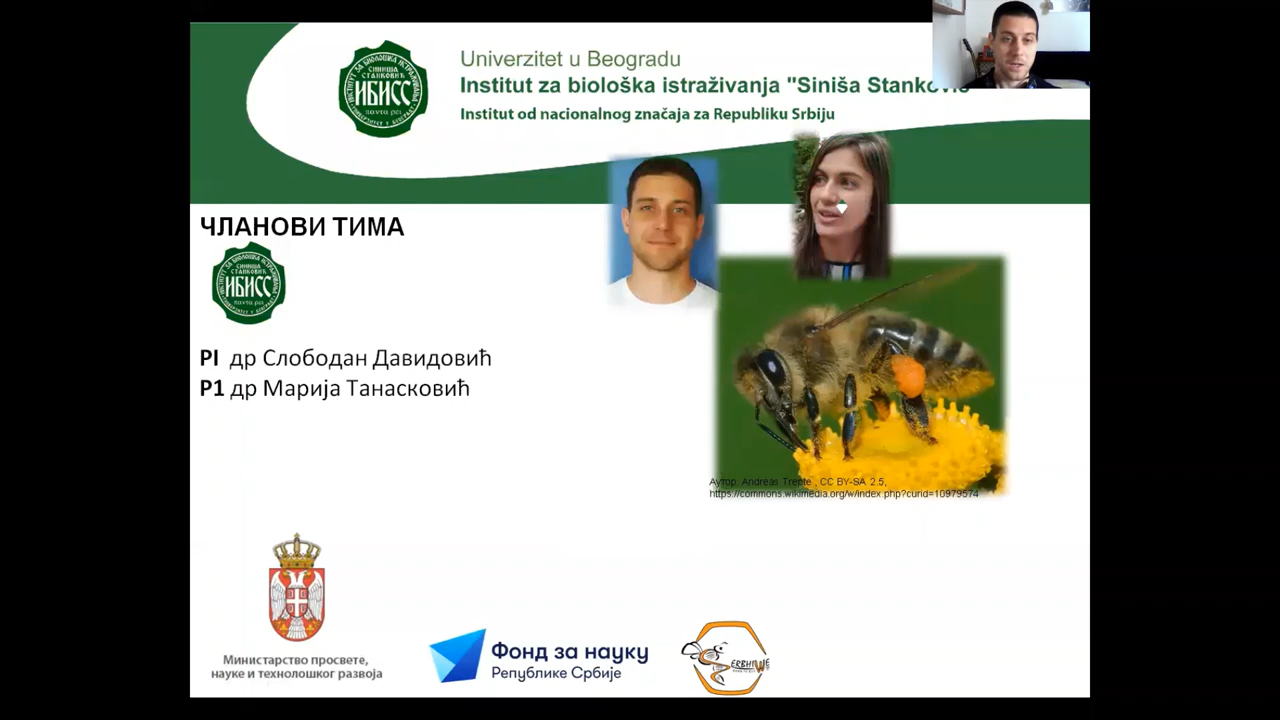 Univerzitet u Beogradu
Institut za biološka istraživanja "Siniša Stanković
Institut od nacionalnog značaja za Republiku Srbiju
ИБИСС
ЧЛАНОВИ ТИМА
ИБИСС
PI др Слободан Давидовић
P1 др Марија Танасковић
Аутор: Andreas Trepte , CC BY-SA 2.5,
https://commons.wikimedia.org/w/index.php?curid=10979574
Министарство просвете,
науке и технолошког развоја
Фонд за науку
Републике Србије